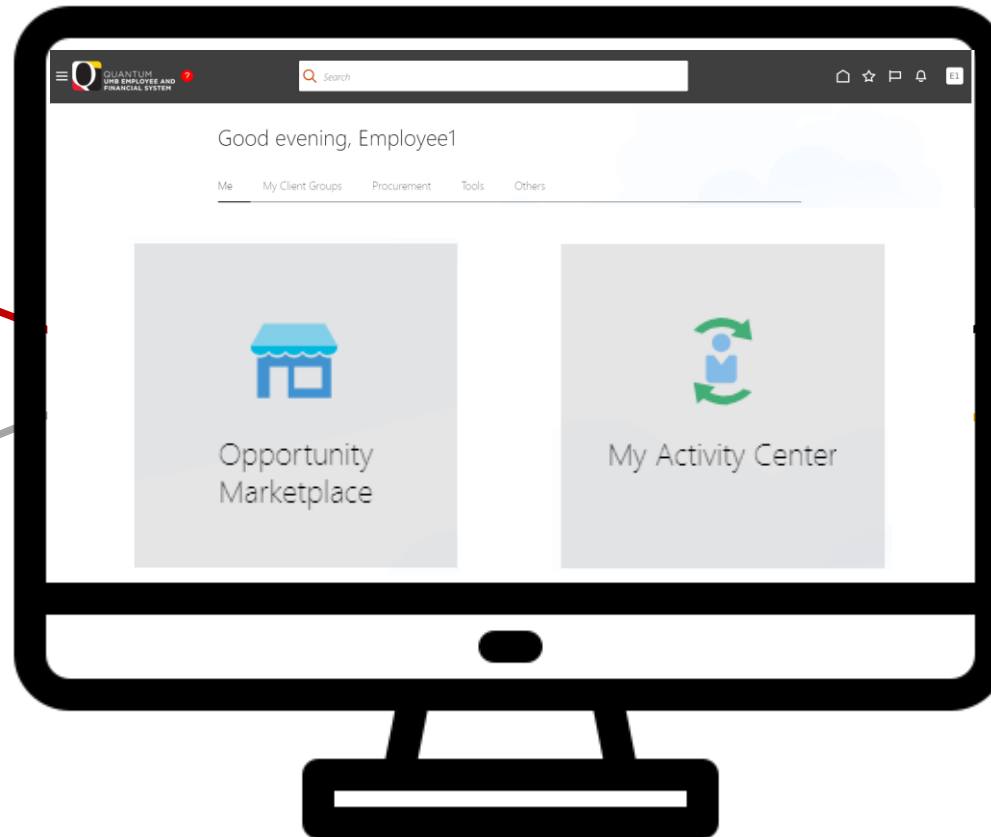 QUANTUM
UMB EMPLOYEE AND
FINANCIAL SYSTEM
?
Search
E1
Good evening, Employee1
Me My Client Groups Procurement Tools Others
Opportunity
Marketplace
My Activity Center